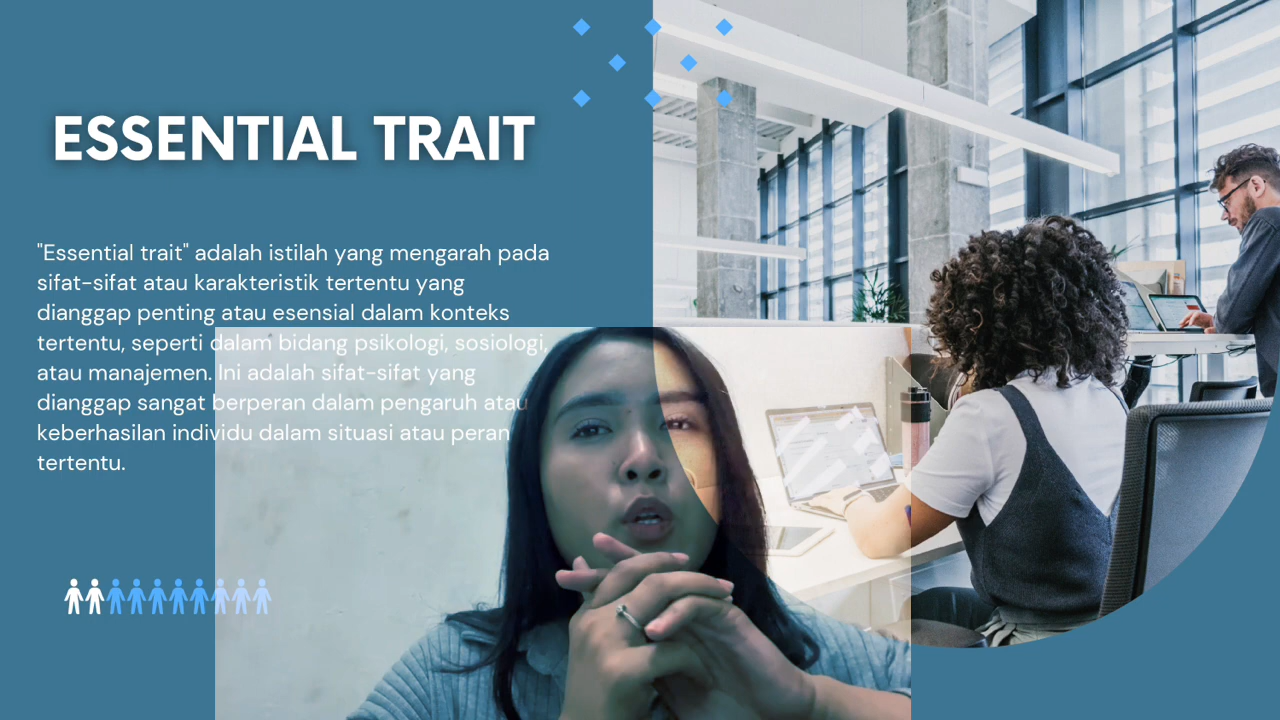 ESSENTIAL TRAIT
"Essential trait" adalah istilah yang mengarah pada
sifat-sifat atau karakteristik tertentu yang
dianggap penting atau esensial dalam konteks
tertentu, seperti dalam bidang psikologi, sosiologi,
atau manajemen. Ini adalah sifat-sifat yang
dianggap sangat berperan dalam pengaruh atau
keberhasilan individu dalam situasi atau peran
tertentu.